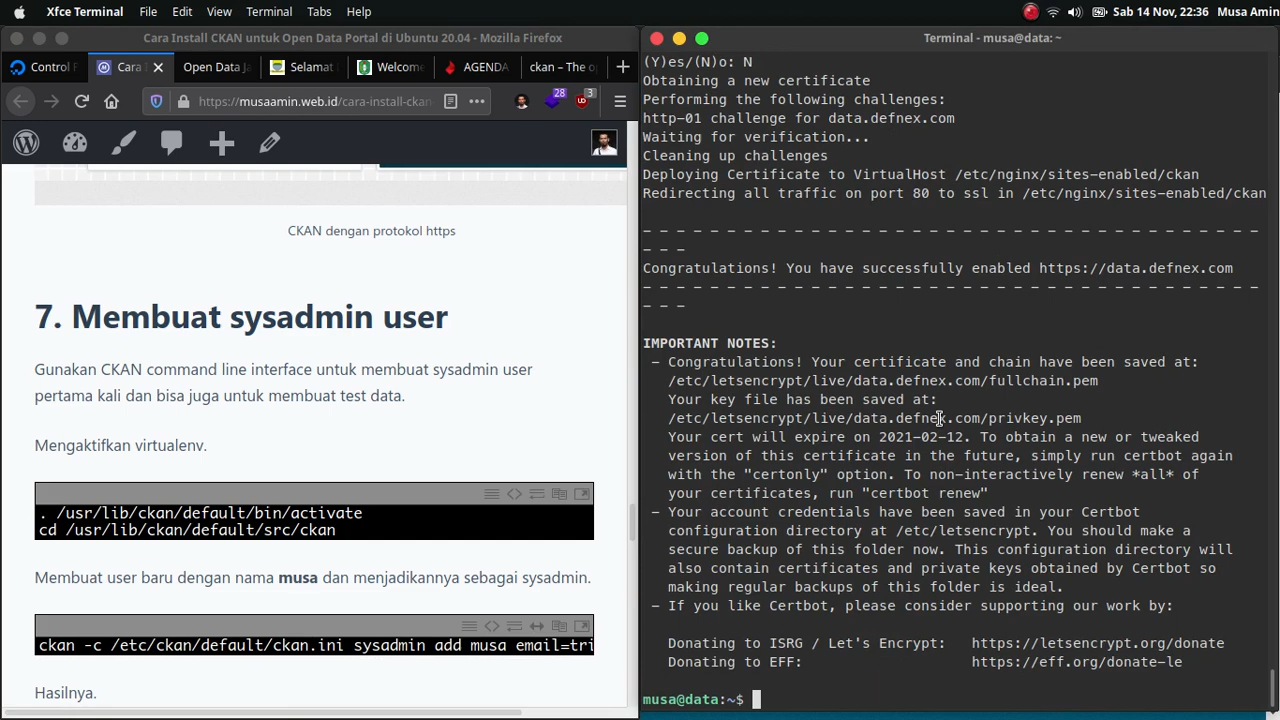 Xfce Terminal File Edit View Terminal Tabs Help
Sab 14 Nov, 22:36 Musa Amin
Cara Install CKAN untuk Open Data Portal di Ubuntu 20.04 - Mozilla Firefox
Control F
Cara I
Open Data Ja
Selamat
Welcome
AGENDA
ckan – The op
https://musaamin.web.id/cara-install-ckan
28
3
CKAN dengan protokol https
7. Membuat sysadmin user
Gunakan CKAN command line interface untuk membuat sysadmin user
pertama kali dan bisa juga untuk membuat test data.
Mengaktifkan virtualenv.
. /usr/lib/ckan/default/bin/activate
cd /usr/lib/ckan/default/src/ckan
Membuat user baru dengan nama musa dan menjadikannya sebagai sysadmin.
ckan -c /etc/ckan/default/ckan.ini sysadmin add musa email=tri
Hasilnya.
Terminal - musa@data: ~
(Y)es/(N)o: N
Obtaining a new certificate
Performing the following challenges:
http-01 challenge for data.defnex.com
Waiting for verification...
Cleaning up challenges
Deploying Certificate to VirtualHost /etc/nginx/sites-enabled/ckan
Redirecting all traffic on port 80 to ssl in /etc/nginx/sites-enabled/ckan
- - - - - - - - - - - - - - - - - - - - - - - - - - - - - - - - - - - - -
- - -
Congratulations! You have successfully enabled https://data.defnex.com
- - - - - - - - - - - - - - - - - - - - - - - - - - - - - - - - - - - - -
- - -
IMPORTANT NOTES:
- Congratulations! Your certificate and chain have been saved at:
/etc/letsencrypt/live/data.defnex.com/fullchain.pem
Your key file has been saved at:
/etc/letsencrypt/live/data.defnex.com/privkey.pem
Your cert will expire on 2021-02-12. To obtain a new or tweaked
version of this certificate in the future, simply run certbot again
with the "certonly" option. To non-interactively renew *all* of
your certificates, run "certbot renew"
- Your account credentials have been saved in your Certbot
configuration directory at /etc/letsencrypt. You should make a
secure backup of this folder now. This configuration directory will
also contain certificates and private keys obtained by Certbot so
making regular backups of this folder is ideal.
- If you like Certbot, please consider supporting our work by:
Donating to ISRG / Let's Encrypt: https://letsencrypt.org/donate
Donating to EFF: https://eff.org/donate-le
musa@data:~$